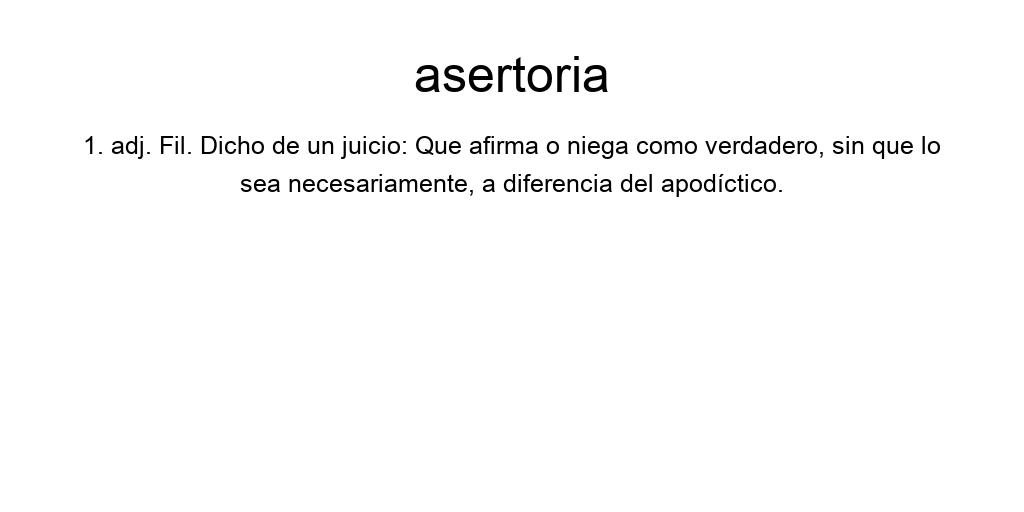 asertoria
1. adj. Fil. Dicho de un juicio: Que afirma o niega como verdadero, sin que lo
sea necesariamente, a diferencia del apodíctico.